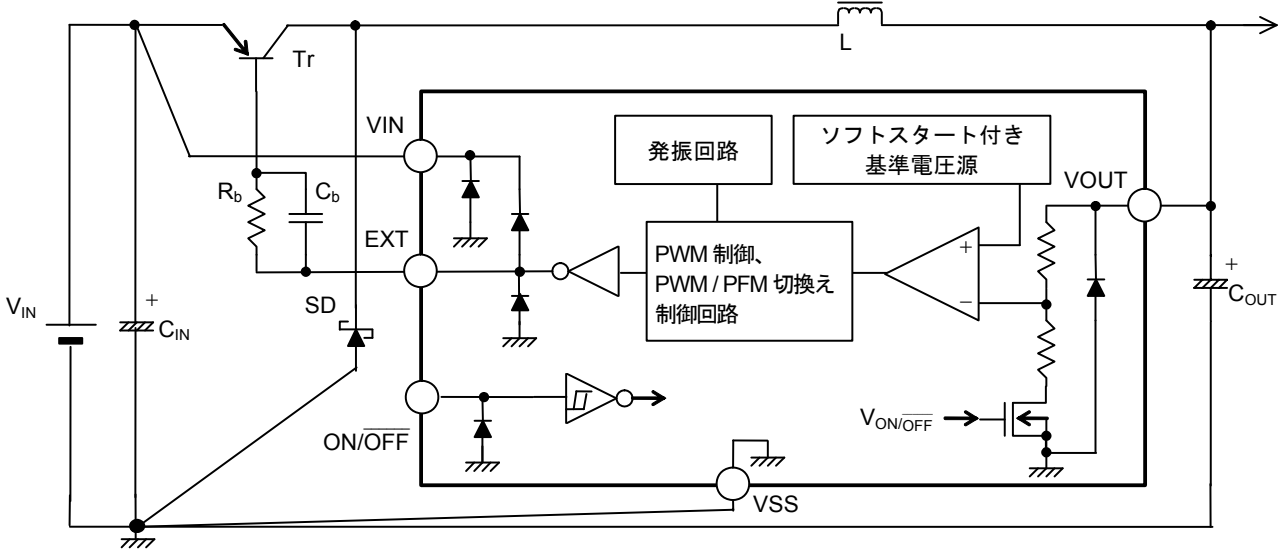 L
Tr
VIN
発振回路
ソフトスタート付き
基準電圧源
VOUT
Rb
Cb
EXT
PWM 制御、
PWM / PFM 切換え
制御回路
+
−
VIN
+
CIN
SD
+
COUT
ON/OFF
VON/OFF
VSS